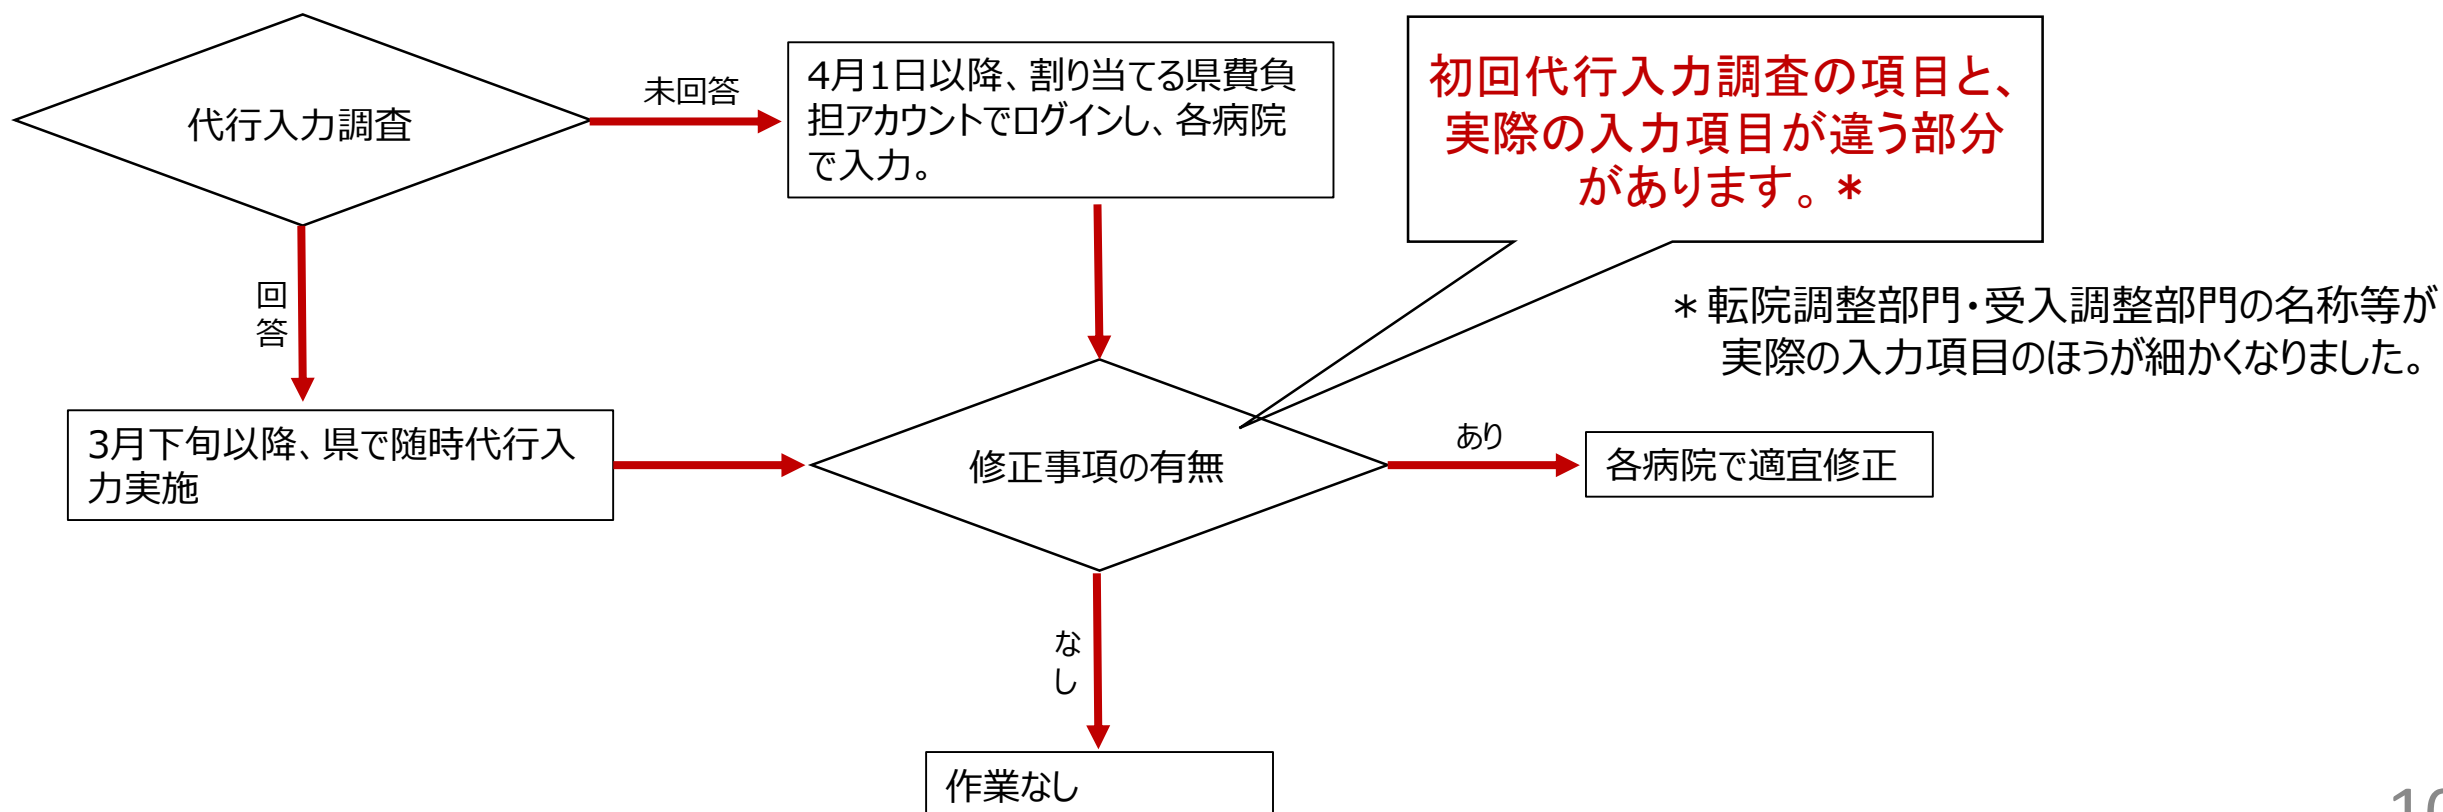 代行入力調査
未回答
4月1日以降、割り当てる県費負
担アカウントでログインし、各病院
で入力。
初回代行入力調査の項目と、
実際の入力項目が違う部分
があります。*
*転院調整部門・受入調整部門の名称等が
実際の入力項目のほうが細かくなりました。
回
答
3月下旬以降、県で随時代行入
力実施
修正事項の有無
あり
各病院で適宜修正
な
し
作業なし